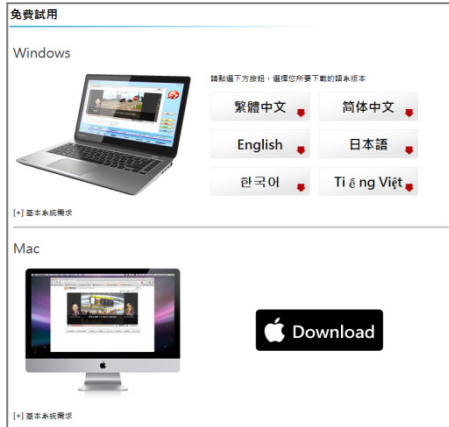 免費試用
Windows
請點選下方按鈕，選擇您所要下載的語系版本
繁體中文
简体中文
English
日本語
한국어
Tiếng Việt
[+] 基本系統需求
Mac
Download
[+] 基本系統需求